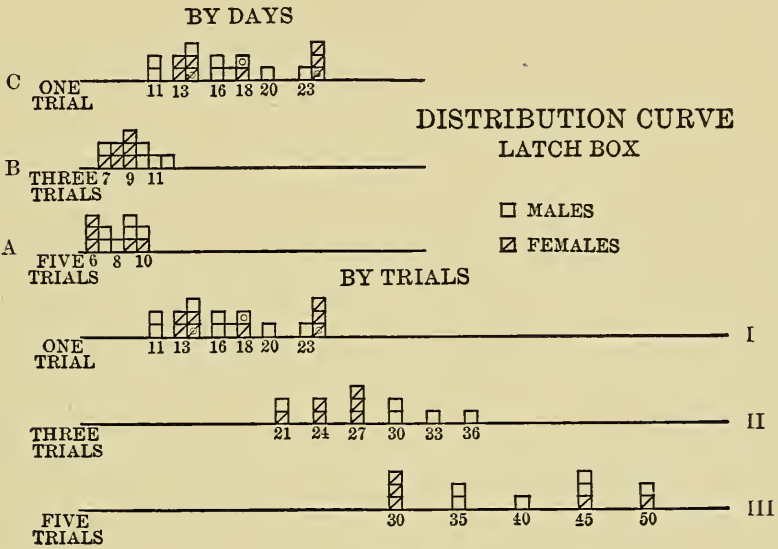 BY DAYS
C ONE TRIAL
11 13 16 18 20 23
DISTRIBUTION CURVE
LATCH BOX
B THREE TRIALS
7 9 11
MALES
FEMALES
A FIVE TRIALS
6 8 10
BY TRIALS
ONE TRIAL
11 13 16 18 20 23
I
THREE TRIALS
21 24 27 30 33 36
II
FIVE TRIALS
30 35 40 45 50
III